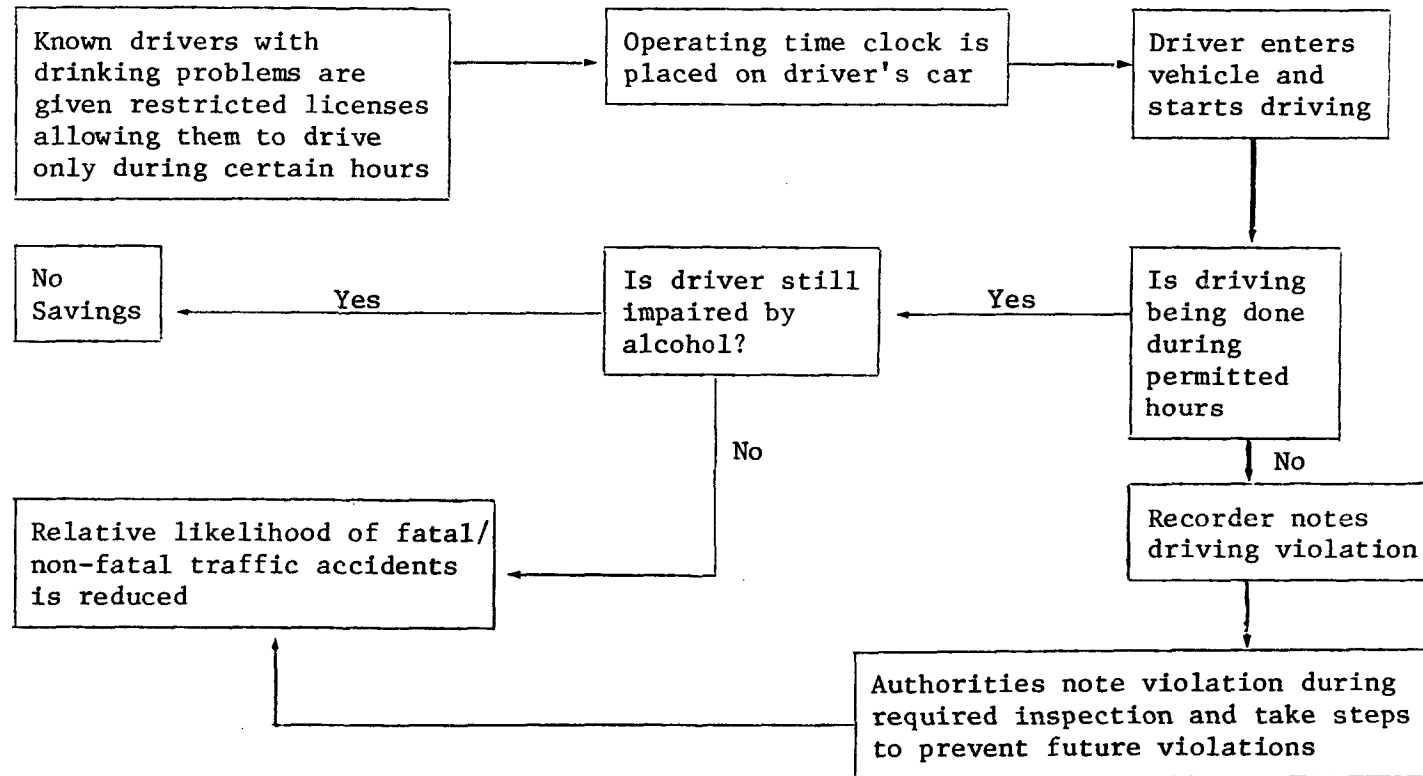 Known drivers with
drinking problems are
given restricted licenses
allowing them to drive
only during certain hours
Operating time clock is
placed on driver's car
Driver enters
vehicle and
starts driving
Is driving
being done
during
permitted
hours
Yes
Is driver still
impaired by
alcohol?
Yes
No
Savings
No
No
Recorder notes
driving violation
Relative likelihood of fatal/
non-fatal traffic accidents
is reduced
Authorities note violation during
required inspection and take steps
to prevent future violations